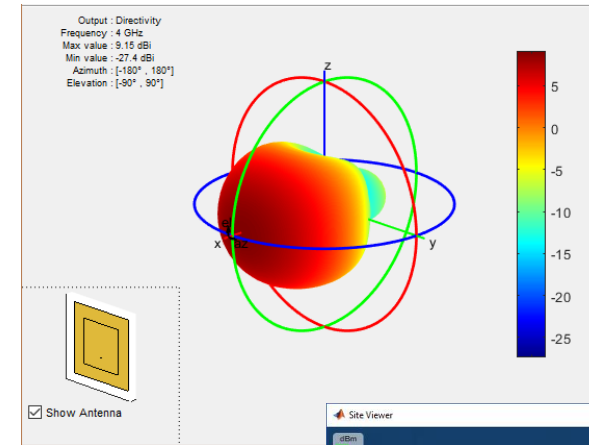 Output : Directivity
Frequency : 4 GHz
Max value : 9.15 dBi
Min value : -27.4 dBi
Azimuth : [-180° , 180°]
Elevation : [-90° , 90°]
z
x
az
y
5
0
-5
-10
-15
-20
-25
Show Antenna
Site Viewer
dBm